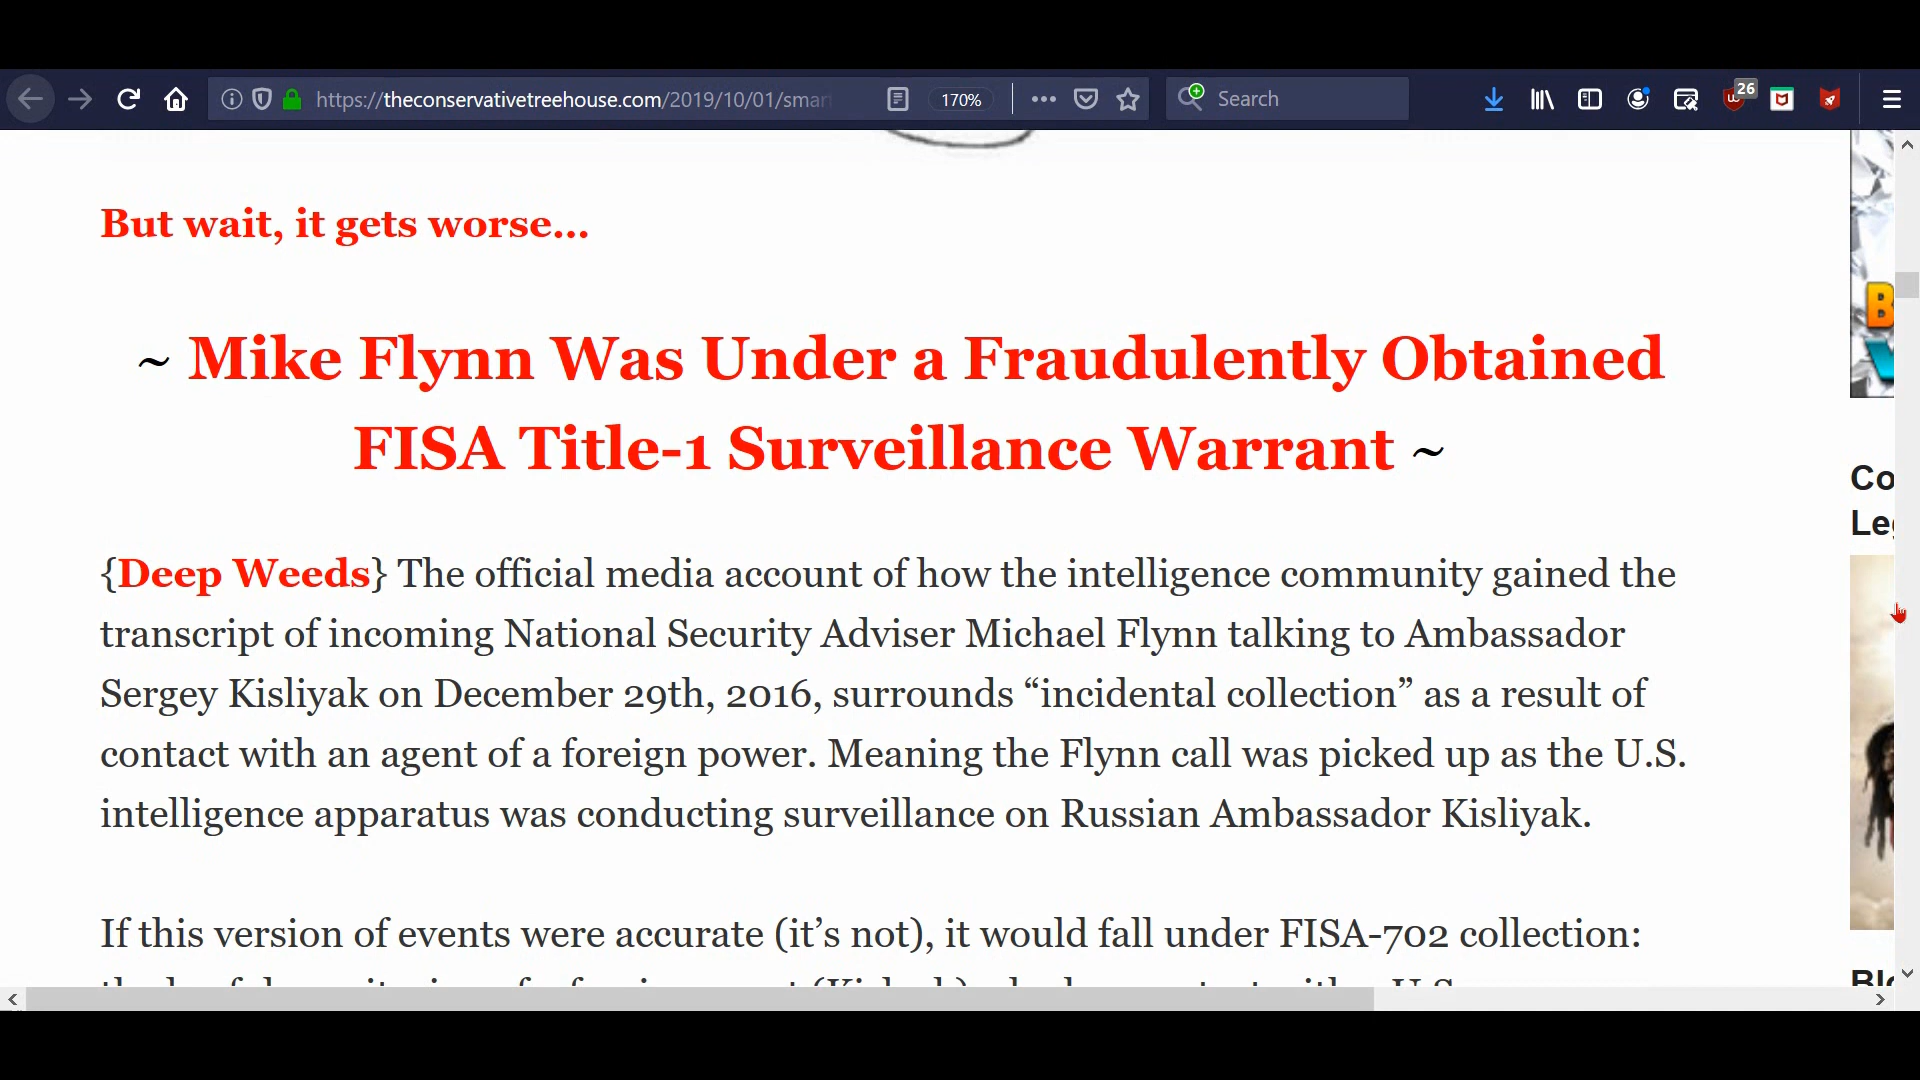 https://theconservativetreehouse.com/2019/10/01/smar
170%
Search
26
But wait, it gets worse…
~ Mike Flynn Was Under a Fraudulently Obtained
FISA Title-1 Surveillance Warrant ~
{Deep Weeds} The official media account of how the intelligence community gained the
transcript of incoming National Security Adviser Michael Flynn talking to Ambassador
Sergey Kisliyak on December 29th, 2016, surrounds “incidental collection” as a result of
contact with an agent of a foreign power. Meaning the Flynn call was picked up as the U.S.
intelligence apparatus was conducting surveillance on Russian Ambassador Kisliyak.
If this version of events were accurate (it’s not), it would fall under FISA-702 collection:
B
Co
Le